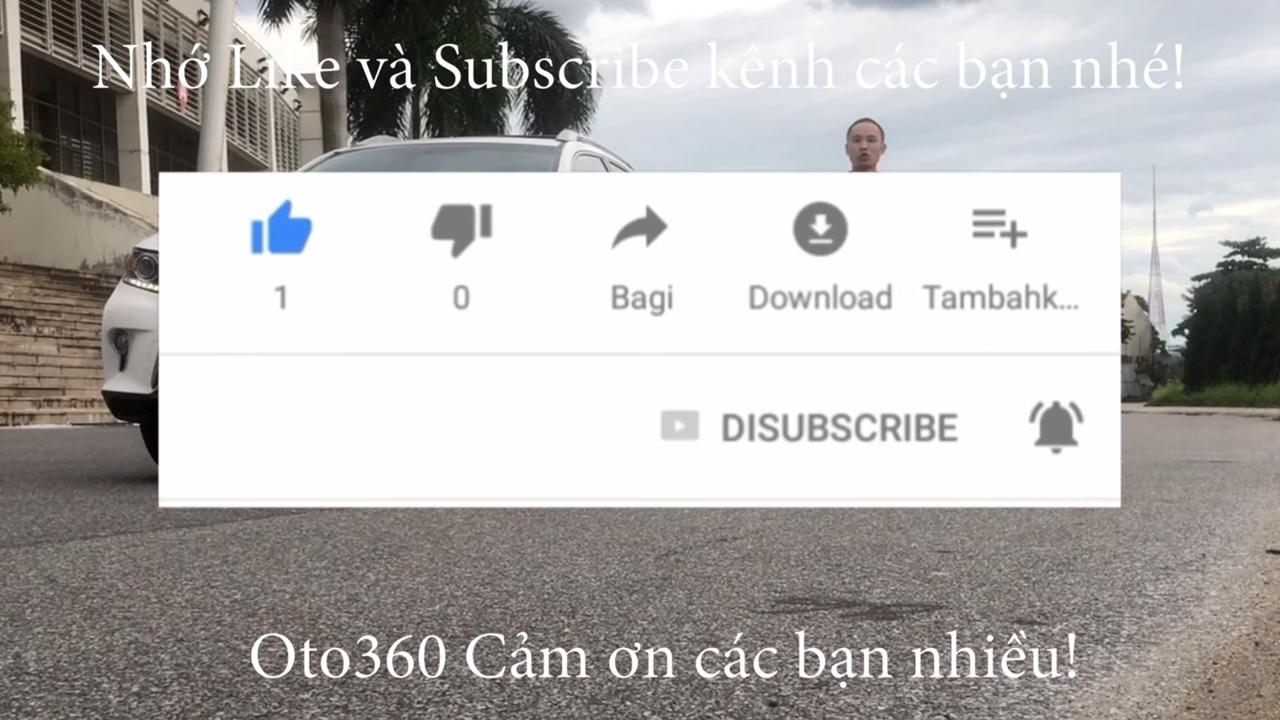 Nhớ Like và Subscribe kênh các bạn nhé!
1 0 Bagi Download Tambahk...
DISUBSCRIBE
Oto360 Cảm ơn các bạn nhiều!